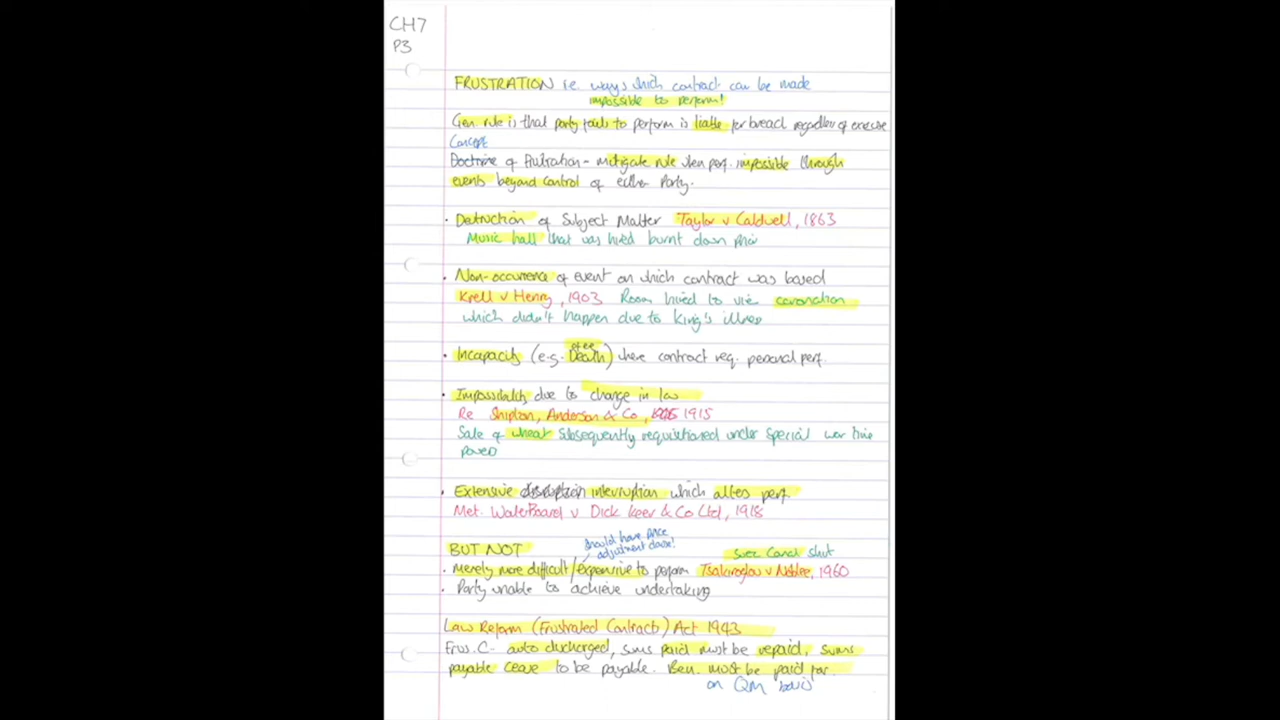 CH7
P3
FRUSTRATION i.e. ways which contract can be made
impossible to perform!
Gen. rule is that party fails to perform is liable for breach regardless of excuse
Concept
Doctrine of Frustration - mitigate rule when perf. impossible through
events beyond control of either Party.
· Destruction of Subject Matter Taylor v Caldwell, 1863
Music hall that was hired burnt down prior
· Non-occurrence of event on which contract was based
Krell v Henry, 1903 Room hired to view coronation
which didn't happen due to King's illness
· Incapacity (e.g. Death) where contract req. personal perf.
· Impossibility due to change in law
Re Shipton, Anderson & Co, 1915
Sale of wheat subsequently requisitioned under special war time
powers
· Extensive interruption which alters perf.
Met. Water Board v Dick Keer & Co Ltd, 1918
should have price
adjustment clause!
BUT NOT Suez Canal shut
· Merely more difficult/expensive to perform Tsakiroglou v Noblee, 1960
· Party unable to achieve undertaking
Law Reform (Frustrated Contracts) Act 1943
Frus. C - auto discharged, sums paid must be repaid, sums
payable cease to be payable. Ben. must be paid for
on QM basis